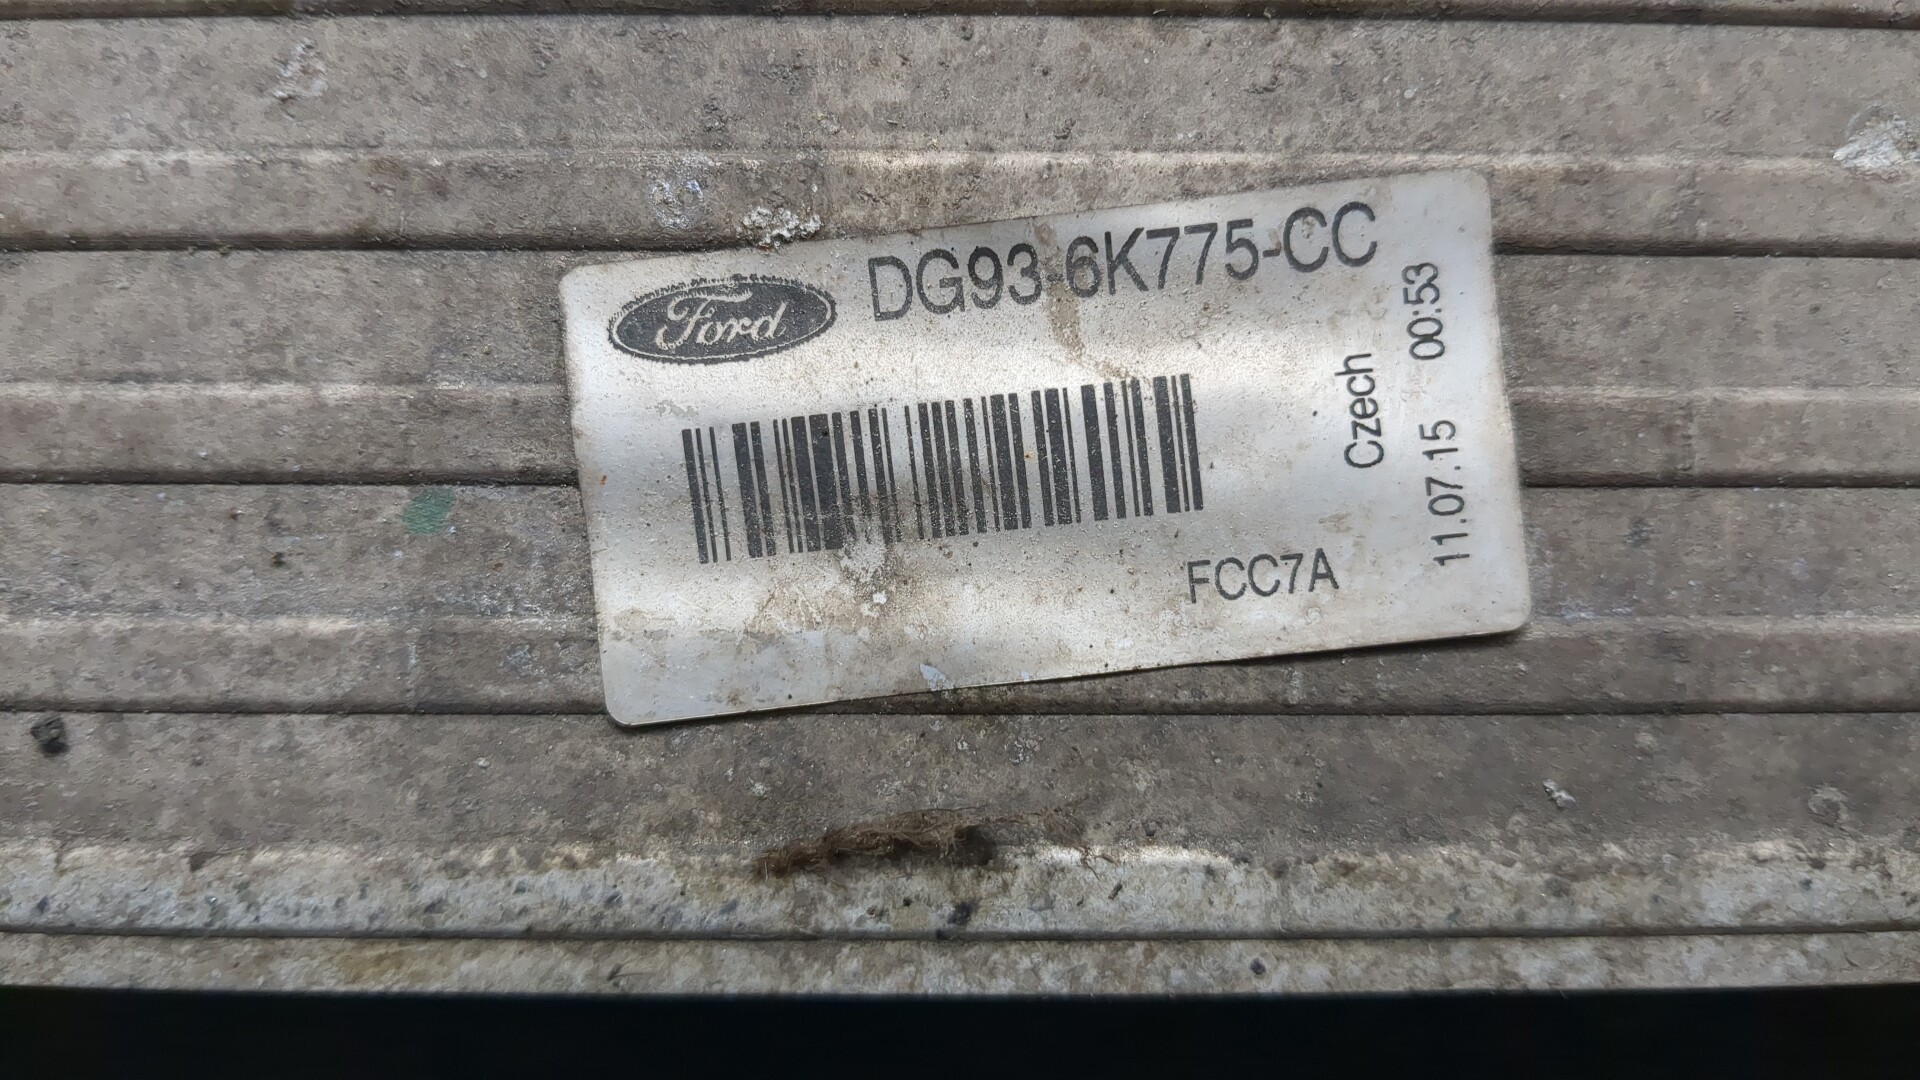 Ford
DG93-6K775-CC
FCC7A
Czech
11.07.15 00:53